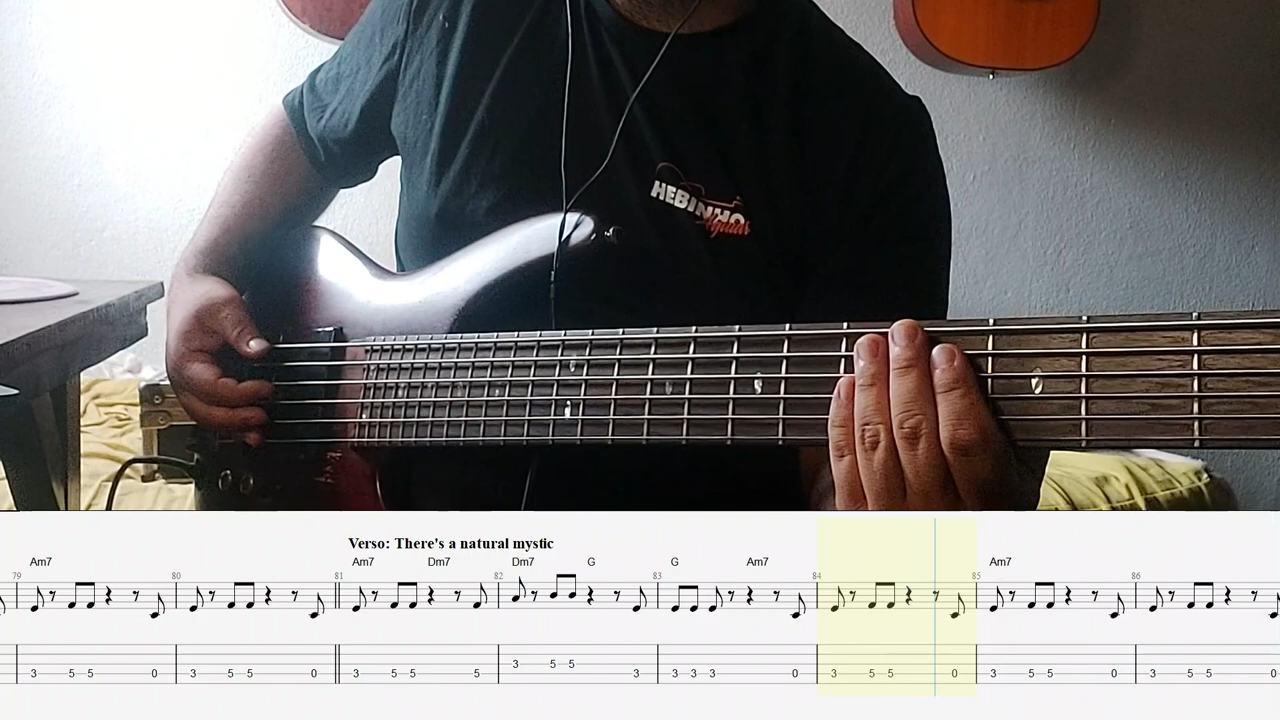 HEBINHO
Aguiar
Verso: There's a natural mystic
Am7 Am7 Dm7 Dm7 G G Am7 Am7
79 80 81 82 83 84 85 86
3 5 5 0 3 5 5 0 3 5 5 5 3 5 5 3 3 3 3 0 3 5 5 0 3 5 5 0 3 5 5 0